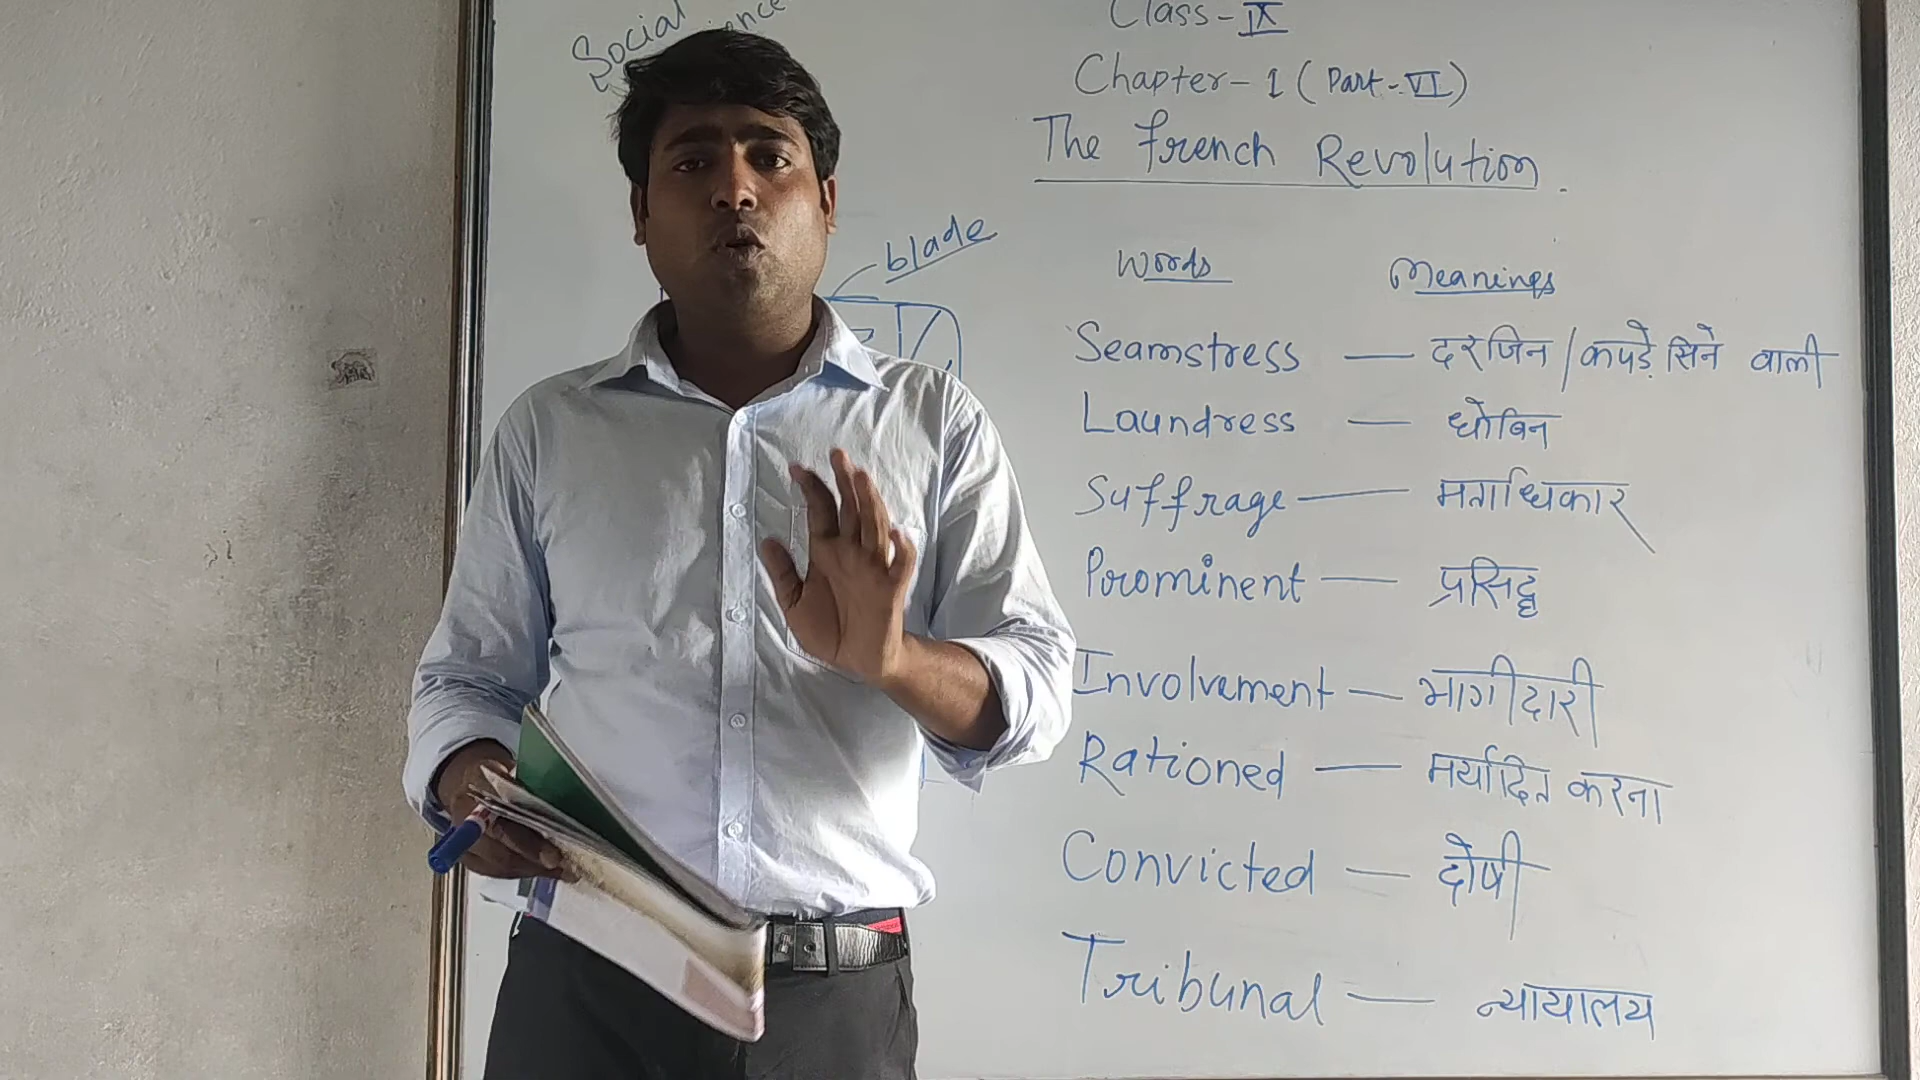 Social
Class-IX
Chapter-1 (Part-VI)
The French Revolution.
blade
Words Meanings
Seamstress — दरजिन/कपड़े सिने वाली
Laundress — धोबिन
Suffrage — मताधिकार
Prominent — प्रसिद्ध
Involvement — भागीदारी
Rationed — मर्यादित करना
Convicted — दोषी
Tribunal — न्यायालय